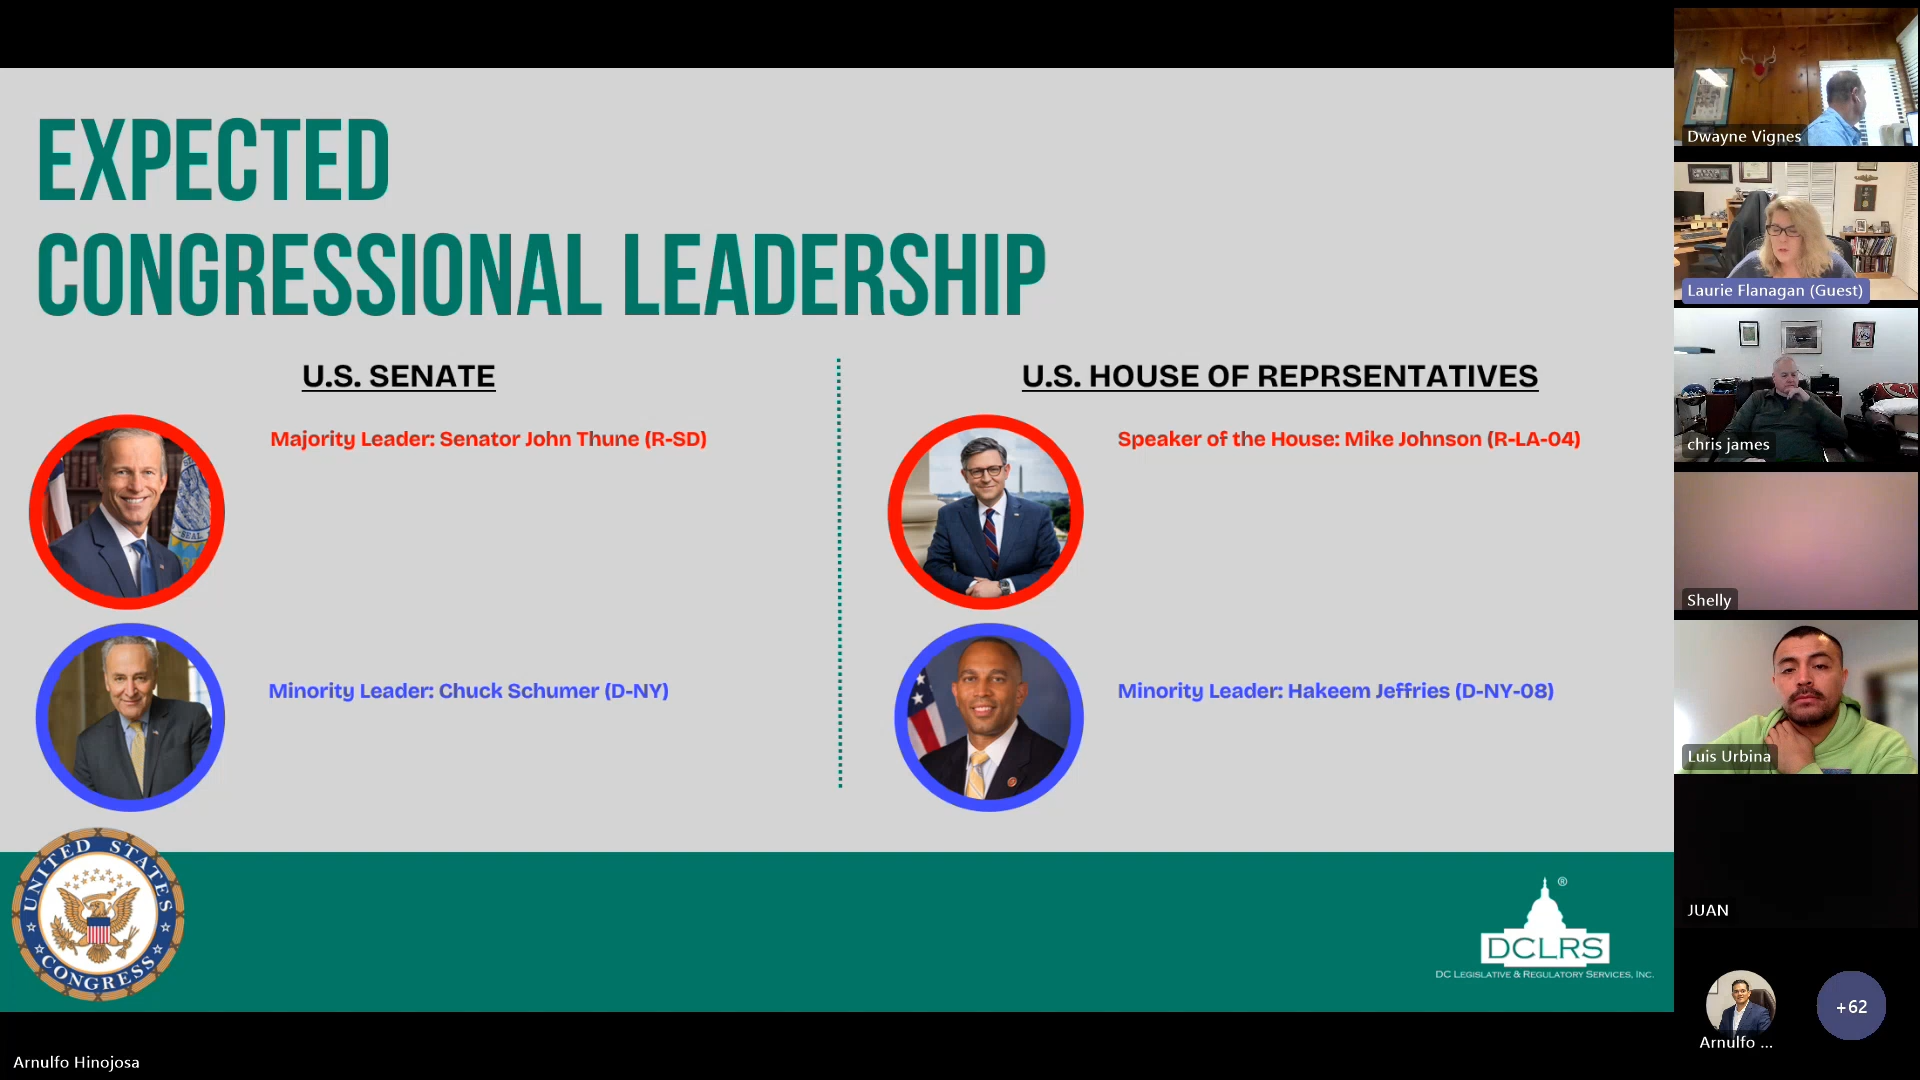 EXPECTED
CONGRESSIONAL LEADERSHIP
U.S. SENATE
Majority Leader: Senator John Thune (R-SD)
Minority Leader: Chuck Schumer (D-NY)
U.S. HOUSE OF REPRSENTATIVES
Speaker of the House: Mike Johnson (R-LA-04)
Minority Leader: Hakeem Jeffries (D-NY-08)
UNITED STATES
CONGRESS
®
DCLRS
DC LEGISLATIVE & REGULATORY SERVICES, INC.
Arnulfo Hinojosa
Dwayne Vignes
Laurie Flanagan (Guest)
chris james
Shelly
Luis Urbina
JUAN
Arnulfo ...
+62